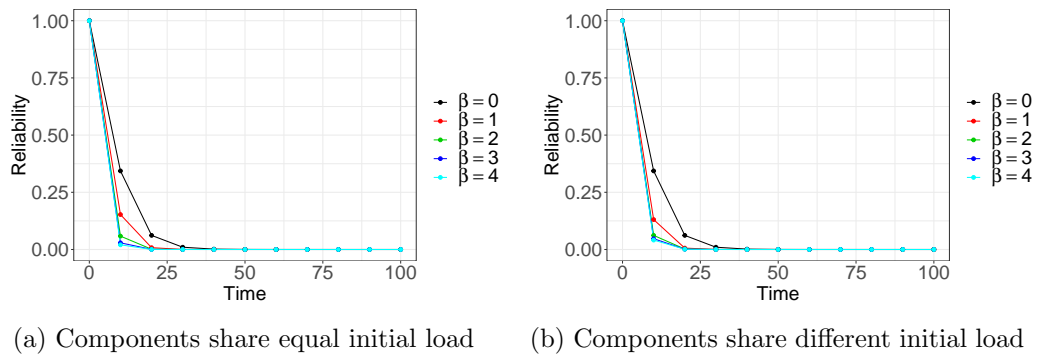 1.00
0.75
0.50
0.25
0.00
Reliability
0 25 50 75 100
Time
β = 0
β = 1
β = 2
β = 3
β = 4
(a) Components share equal initial load
1.00
0.75
0.50
0.25
0.00
Reliability
0 25 50 75 100
Time
β = 0
β = 1
β = 2
β = 3
β = 4
(b) Components share different initial load